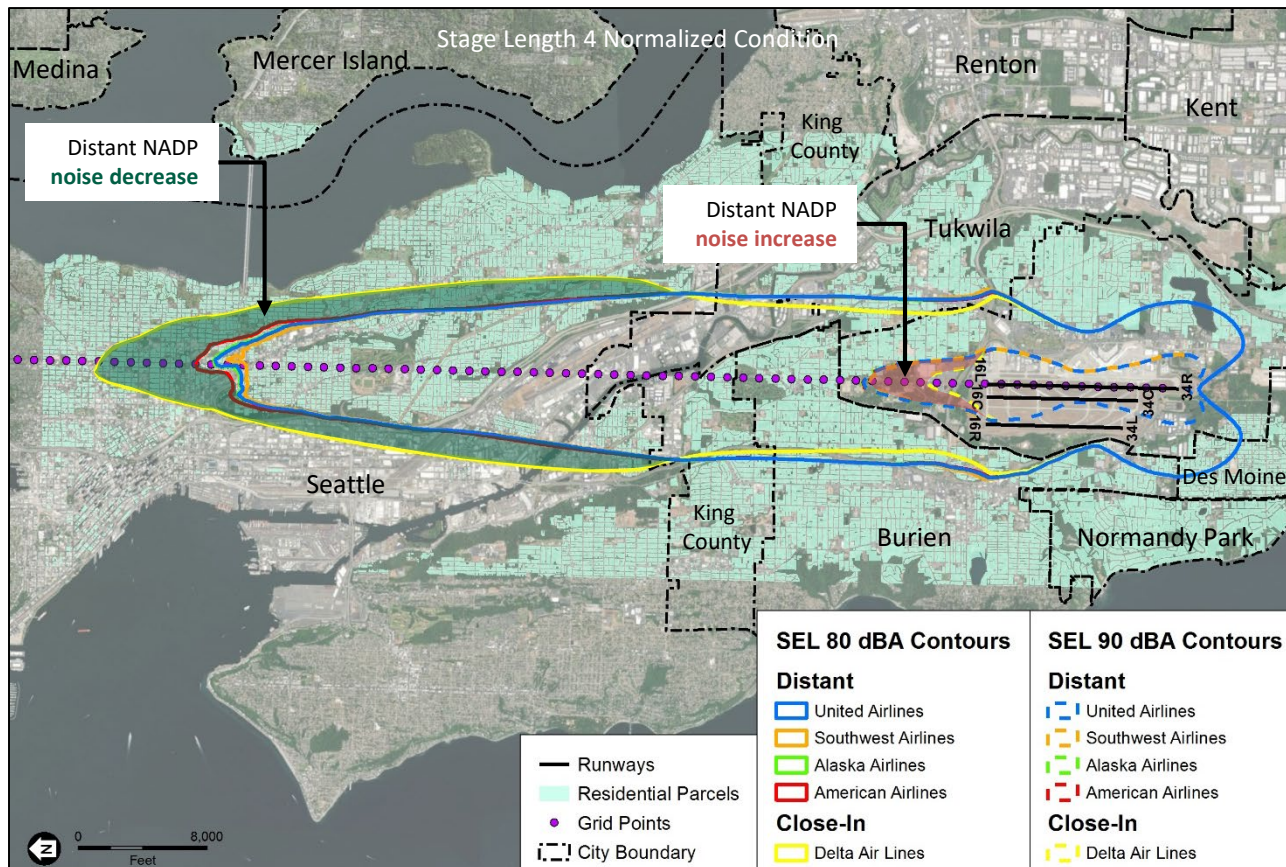 Stage Length 4 Normalized Condition
Medina
Mercer Island
Renton
Kent
King
County
Distant NADP
noise decrease
Distant NADP
noise increase
Tukwila
16L
16C
16R
34R
34C
34L
Seattle
King
County
Burien
Des Moine
Normandy Park
Runways
Residential Parcels
Grid Points
City Boundary
SEL 80 dBA Contours
Distant
United Airlines
Southwest Airlines
Alaska Airlines
American Airlines
Close-In
Delta Air Lines
SEL 90 dBA Contours
Distant
United Airlines
Southwest Airlines
Alaska Airlines
American Airlines
Close-In
Delta Air Lines
N
0 8,000
Feet